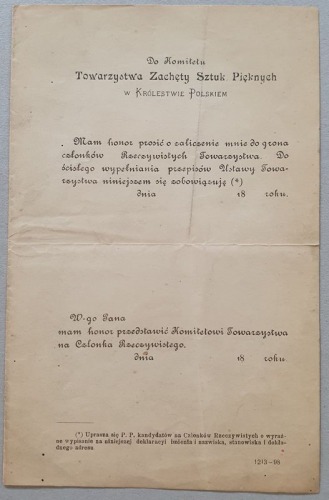 Do Komitetu
Towarzystwa Zachęty Sztuk Pięknych
w Królestwie Polskiem
Mam honor prosić o zaliczenie mnie do grona
członków Rzeczywistych Towarzystwa. Do
ścisłego wypełniania przepisów Ustawy Towa-
rzystwa niniejszem się zobowiązuję (*)
dnia 18 roku.
W-go Pana
mam honor przedstawić Komitetowi Towarzystwa
na Członka Rzeczywistego.
dnia 18 roku.
(*) Uprasza się P. P. kandydatów na Członków Rzeczywistych o wyraź-
ne wypisanie na niniejszej deklaracyi imienia i nazwiska, stanowiska i dokła-
dnego adresu.